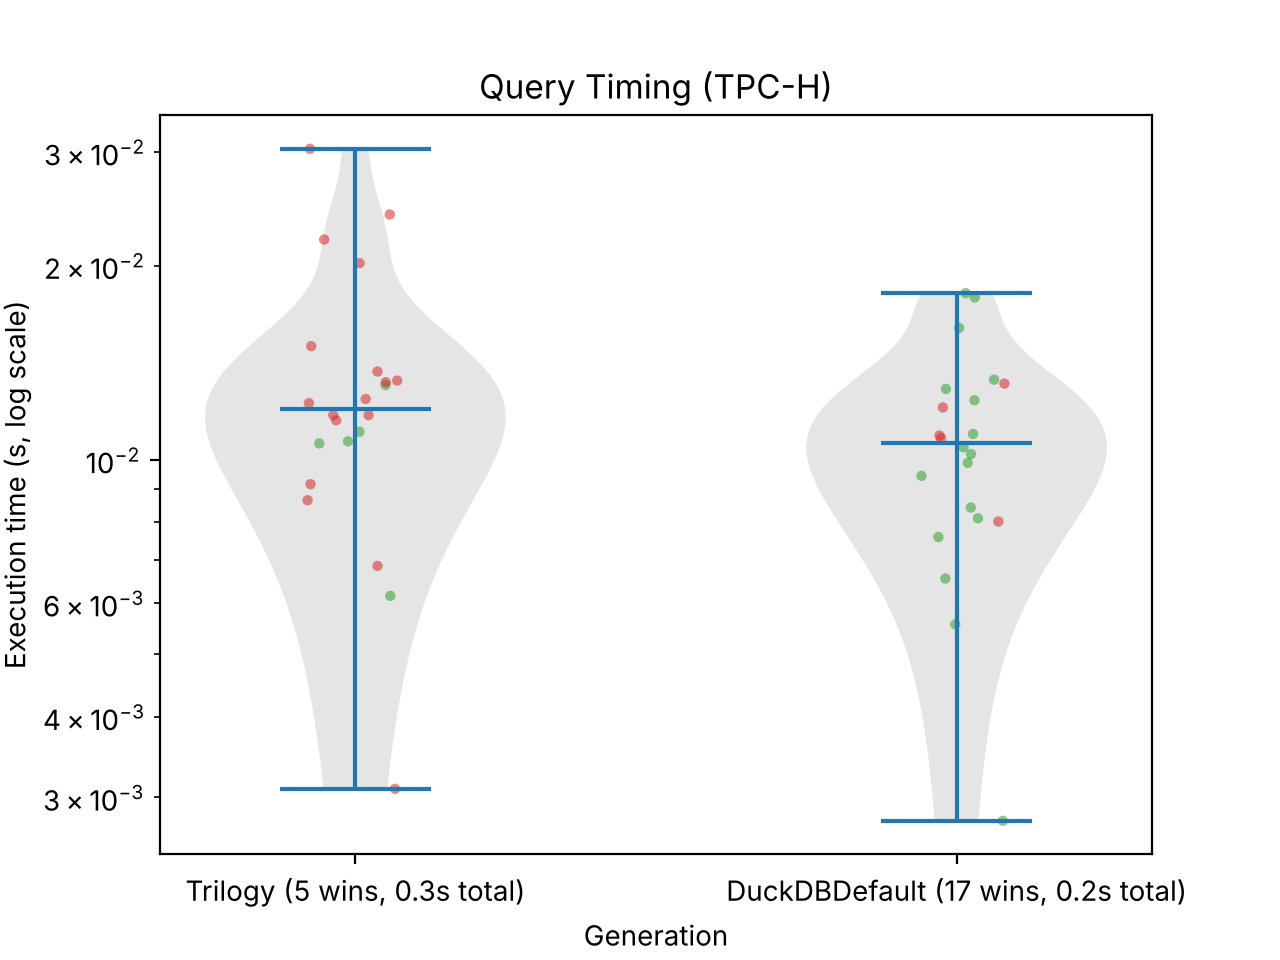 Query Timing (TPC-H)
Execution time (s, log scale)
3 × 10⁻²
2 × 10⁻²
10⁻²
6 × 10⁻³
4 × 10⁻³
3 × 10⁻³
Trilogy (5 wins, 0.3s total)
DuckDBDefault (17 wins, 0.2s total)
Generation